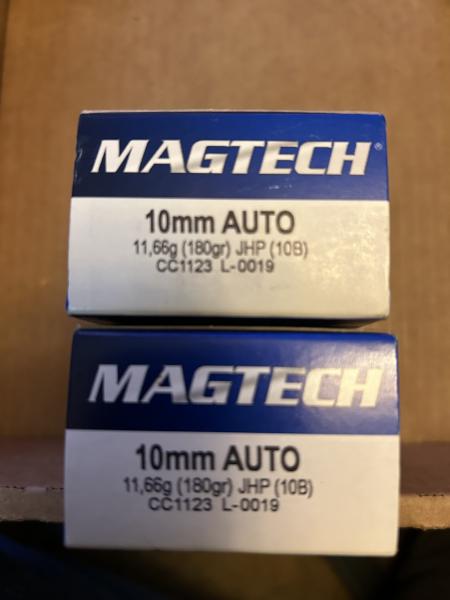 MAGTECH®
10mm AUTO
11,66g (180gr) JHP (10B)
CC1123 L-0019
MAGTECH
10mm AUTO
11,66g (180gr) JHP (10B)
CC1123 L-0019